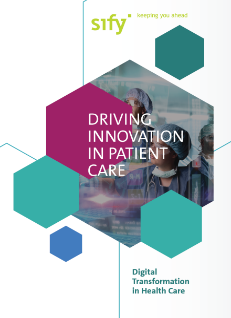 sify
keeping you ahead
DRIVING
INNOVATION
IN PATIENT
CARE
Digital
Transformation
in Health Care